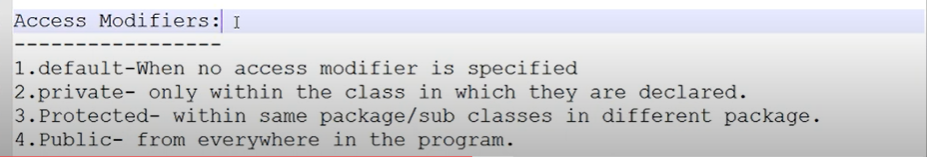 Access Modifiers:
-----------------
1.default-When no access modifier is specified
2.private- only within the class in which they are declared.
3.Protected- within same package/sub classes in different package.
4.Public- from everywhere in the program.